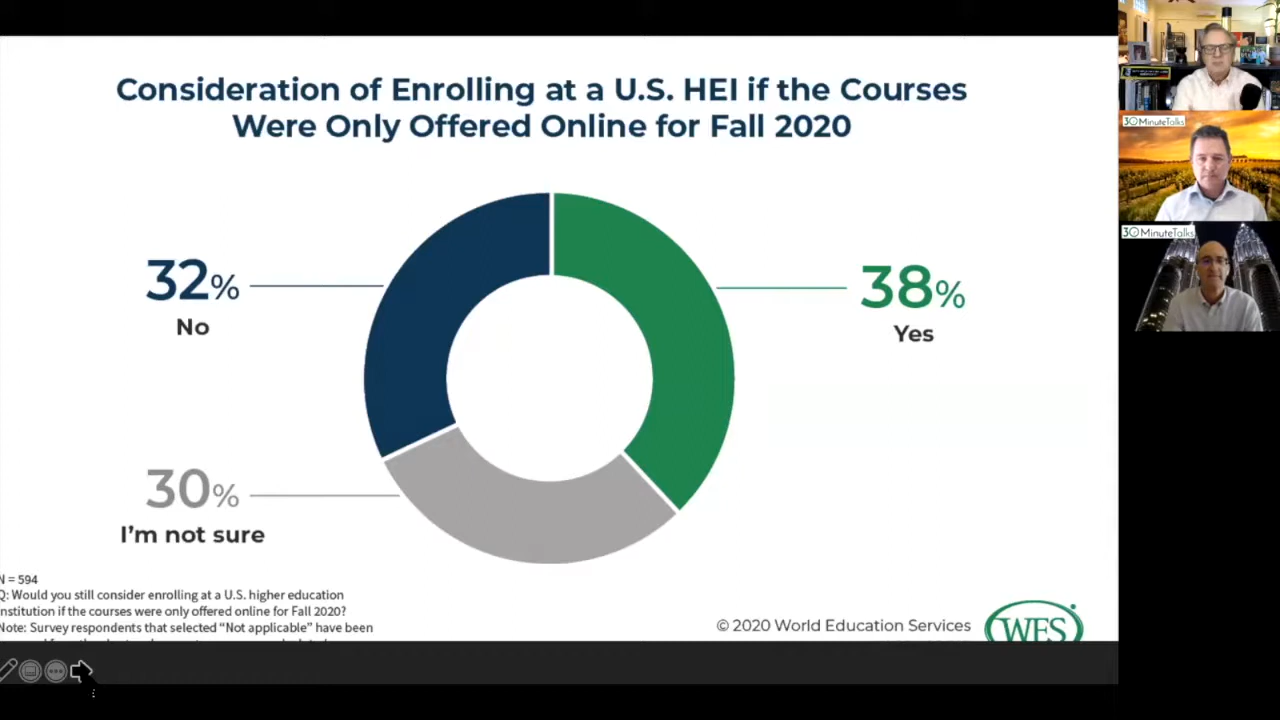 Consideration of Enrolling at a U.S. HEI if the Courses
Were Only Offered Online for Fall 2020
32%
No
38%
Yes
30%
I'm not sure
N = 594
Q: Would you still consider enrolling at a U.S. higher education
nstitution if the courses were only offered online for Fall 2020?
Note: Survey respondents that selected "Not applicable" have been
© 2020 World Education Services
WES
30MinuteTalks
30MinuteTalks